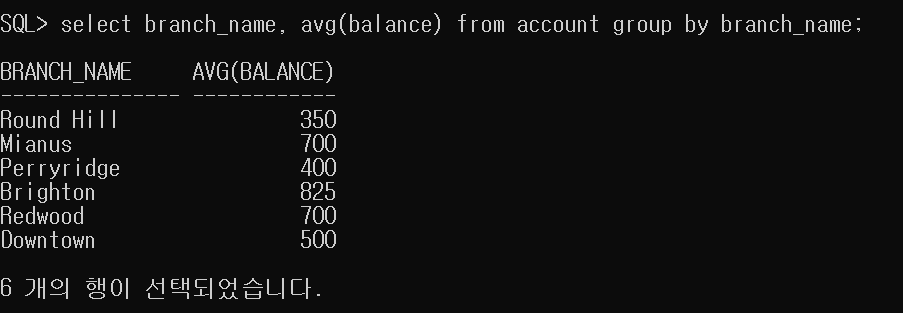 SQL> select branch_name, avg(balance) from account group by branch_name;
BRANCH_NAME     AVG(BALANCE)
--------------- ------------
Round Hill               350
Mianus                   700
Perryridge               400
Brighton                 825
Redwood                  700
Downtown                 500
6 개의 행이 선택되었습니다.